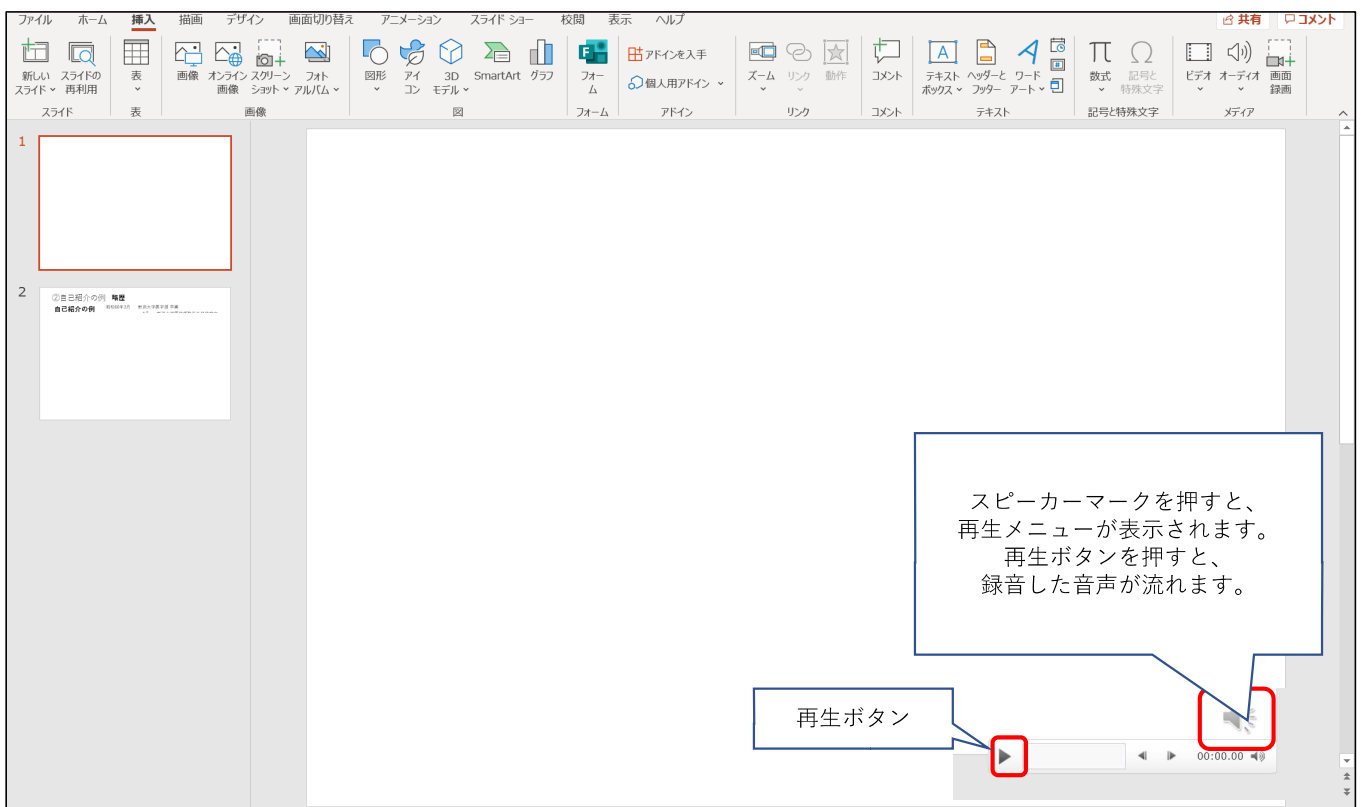 ファイル ホーム 挿入 描画 デザイン 画面切り替え アニメーション スライド ショー 校閲 表示 ヘルプ 共有 コメント
新しい スライド
スライドの 再利用
表
画像
オンライン 画像
スクリーン ショット
フォト アルバム
図形
アイ コン
3D モデル
SmartArt
グラフ
フォー ム
アドインを入手
個人用アドイン
ズーム
リンク
動作
コメント
テキスト ボックス
ヘッダーと フッター
ワード アート
数式
記号と 特殊文字
ビデオ
オーディオ
画面 録画
スライド 表 画像 図 フォーム アドイン リンク コメント テキスト 記号と特殊文字 メディア
1
2
②自己紹介の例 略歴
自己紹介の例
スピーカーマークを押すと、
再生メニューが表示されます。
再生ボタンを押すと、
録音した音声が流れます。
再生ボタン
00:00.00